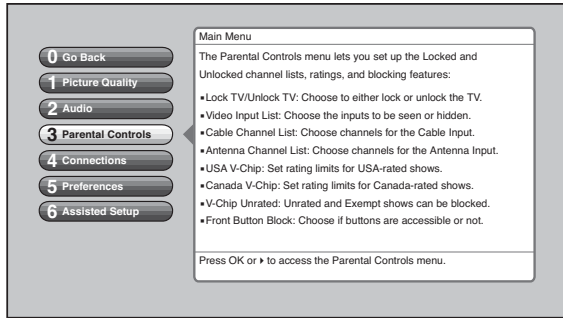 Main Menu
0 Go Back
1 Picture Quality
2 Audio
3 Parental Controls
4 Connections
5 Preferences
6 Assisted Setup
The Parental Controls menu lets you set up the Locked and
Unlocked channel lists, ratings, and blocking features:
▪Lock TV/Unlock TV: Choose to either lock or unlock the TV.
▪Video Input List: Choose the inputs to be seen or hidden.
▪Cable Channel List: Choose channels for the Cable Input.
▪Antenna Channel List: Choose channels for the Antenna Input.
▪USA V-Chip: Set rating limits for USA-rated shows.
▪Canada V-Chip: Set rating limits for Canada-rated shows.
▪V-Chip Unrated: Unrated and Exempt shows can be blocked.
▪Front Button Block: Choose if buttons are accessible or not.
Press OK or ▸ to access the Parental Controls menu.